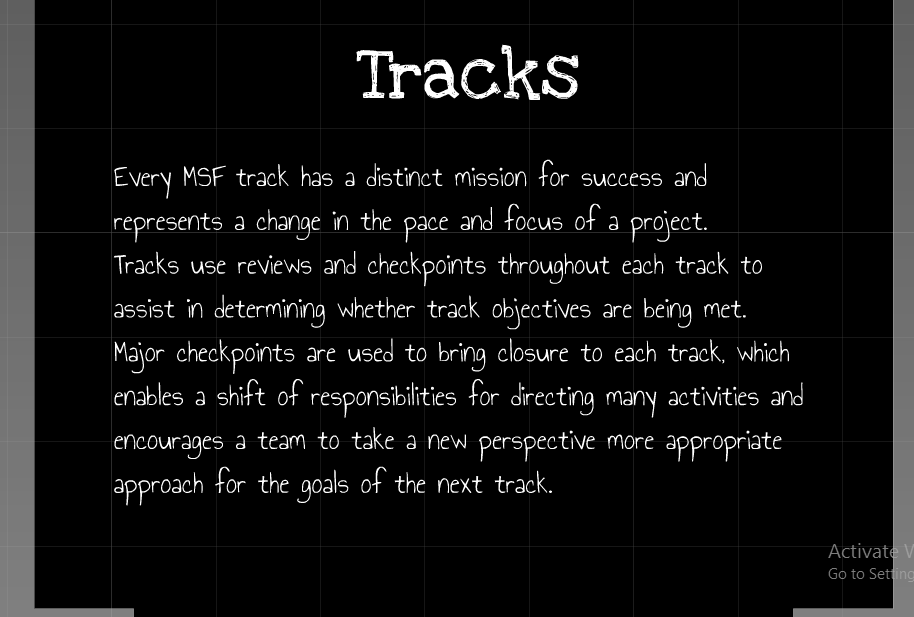 Tracks
Every MSF track has a distinct mission for success and
represents a change in the pace and focus of a project.
Tracks use reviews and checkpoints throughout each track to
assist in determining whether track objectives are being met.
Major checkpoints are used to bring closure to each track, which
enables a shift of responsibilities for directing many activities and
encourages a team to take a new perspective more appropriate
approach for the goals of the next track.
Activate
Go to Setting